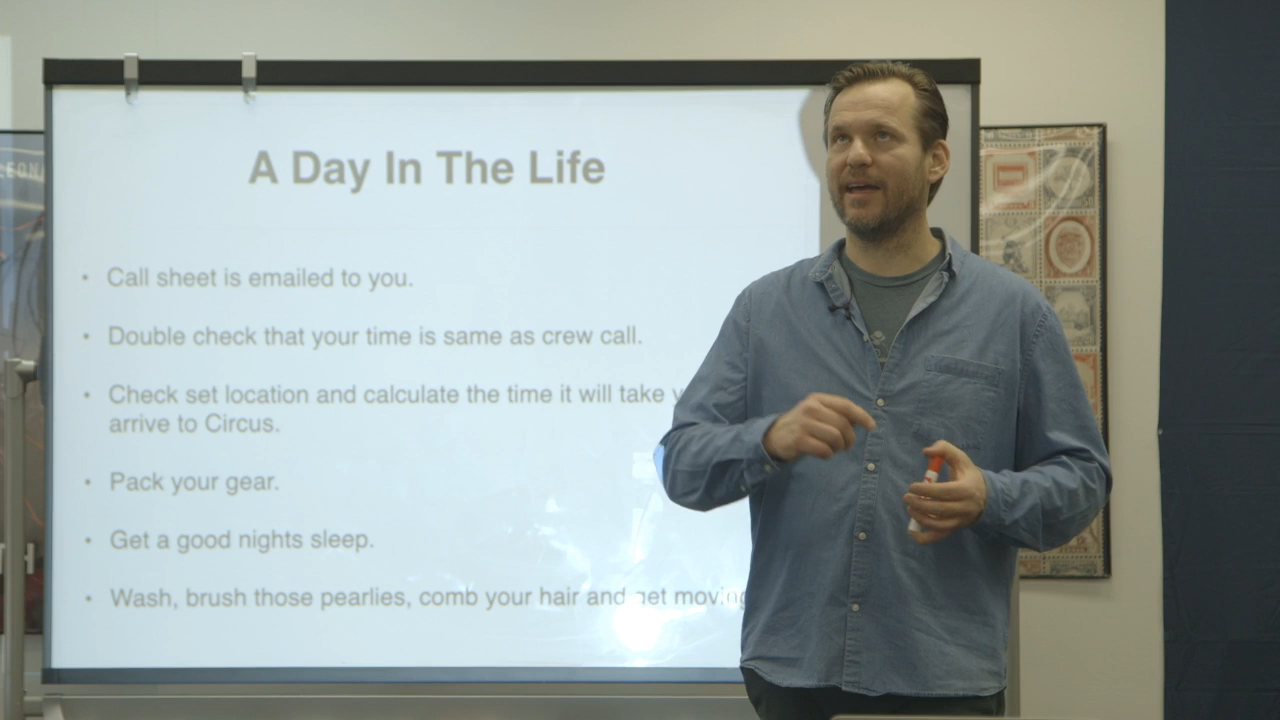 A Day In The Life
• Call sheet is emailed to you.
• Double check that your time is same as crew call.
• Check set location and calculate the time it will take
arrive to Circus.
• Pack your gear.
• Get a good nights sleep.
• Wash, brush those pearlies, comb your hair and get moving